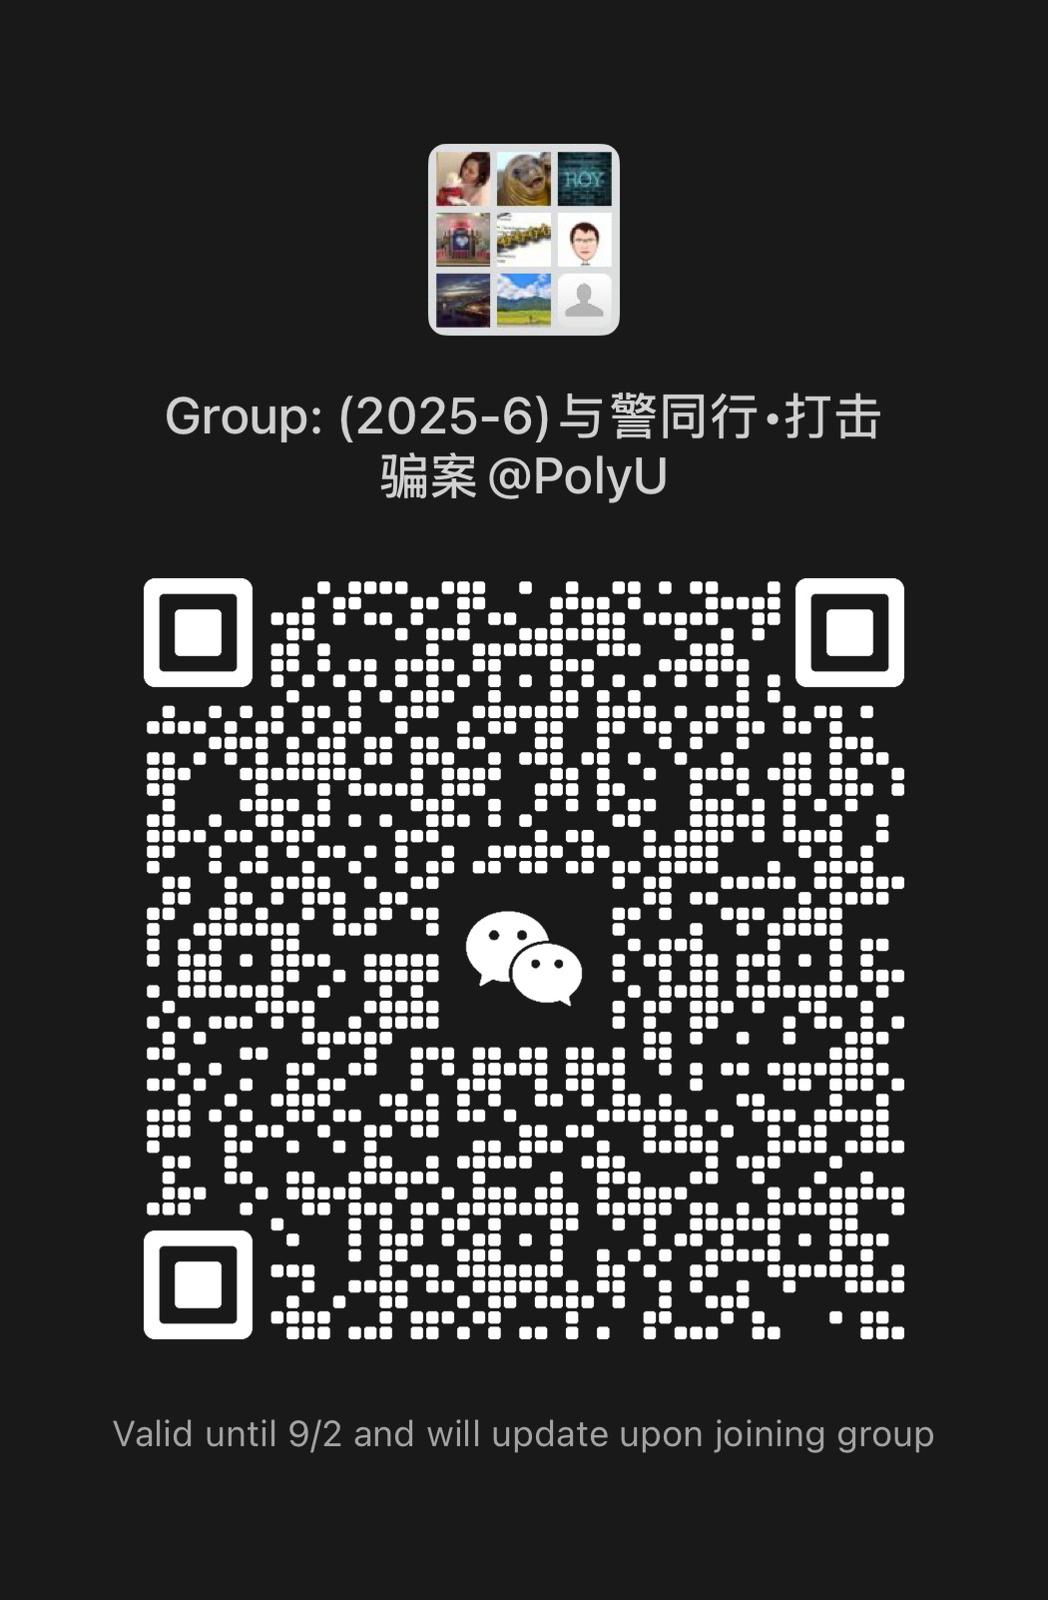 ROY
Group: (2025-6)与警同行•打击
骗案 @PolyU
Valid until 9/2 and will update upon joining group